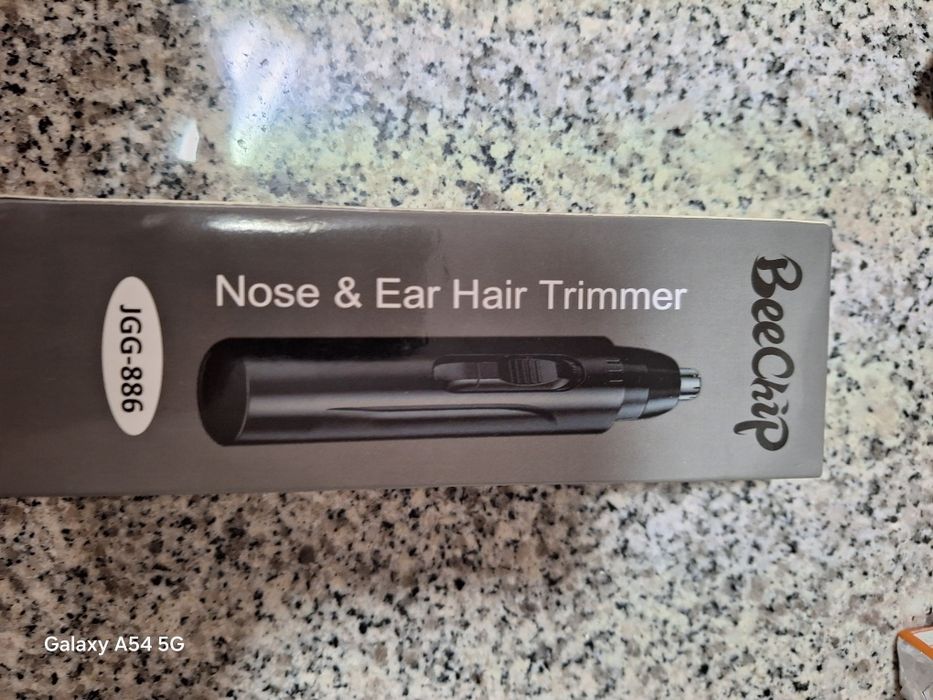 BeeChip
Nose & Ear Hair Trimmer
JGG-886
Galaxy A54 5G